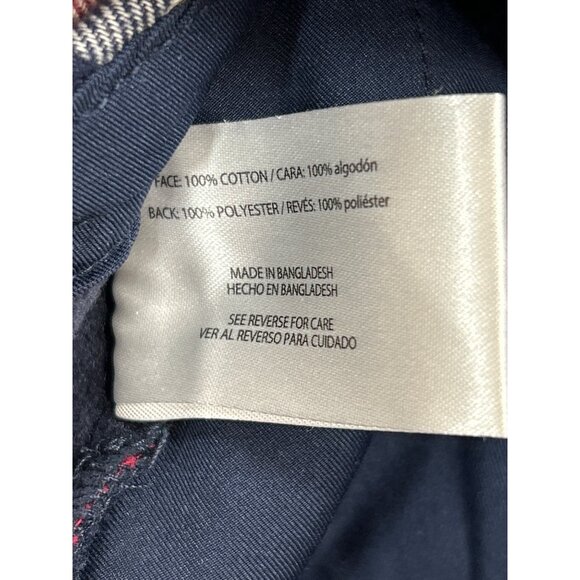 FACE: 100% COTTON / CARA: 100% algodón
BACK: 100% POLYESTER / REVÉS: 100% poliéster
MADE IN BANGLADESH
HECHO EN BANGLADESH
SEE REVERSE FOR CARE
VER AL REVERSO PARA CUIDADO